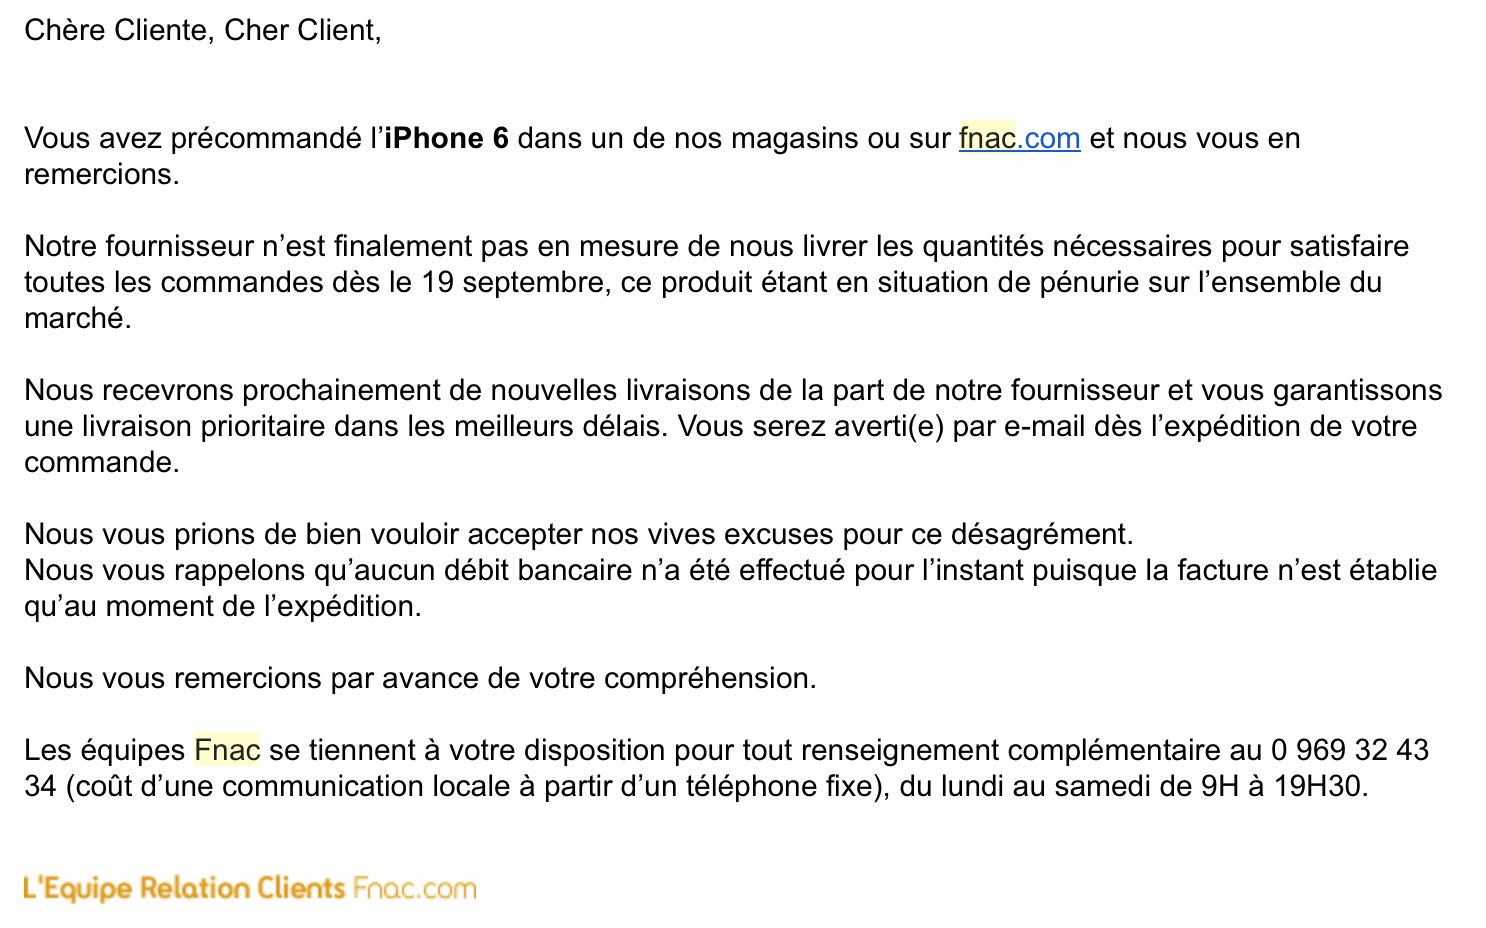 Chère Cliente, Cher Client,
Vous avez précommandé l’iPhone 6 dans un de nos magasins ou sur fnac.com et nous vous en
remercions.
Notre fournisseur n’est finalement pas en mesure de nous livrer les quantités nécessaires pour satisfaire
toutes les commandes dès le 19 septembre, ce produit étant en situation de pénurie sur l’ensemble du
marché.
Nous recevrons prochainement de nouvelles livraisons de la part de notre fournisseur et vous garantissons
une livraison prioritaire dans les meilleurs délais. Vous serez averti(e) par e-mail dès l’expédition de votre
commande.
Nous vous prions de bien vouloir accepter nos vives excuses pour ce désagrément.
Nous vous rappelons qu’aucun débit bancaire n’a été effectué pour l’instant puisque la facture n’est établie
qu’au moment de l’expédition.
Nous vous remercions par avance de votre compréhension.
Les équipes Fnac se tiennent à votre disposition pour tout renseignement complémentaire au 0 969 32 43
34 (coût d’une communication locale à partir d’un téléphone fixe), du lundi au samedi de 9H à 19H30.
L'Equipe Relation Clients Fnac.com